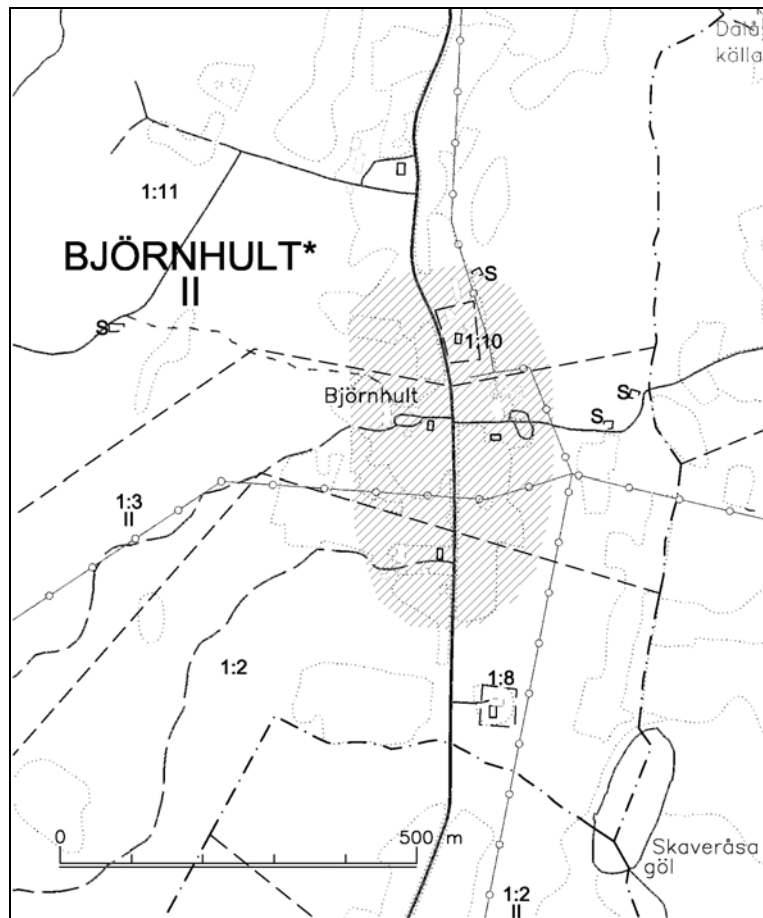 Dalå
källa
1:11
BJÖRNHULT*
II
S
S
1:10
Björnhult
S
S
1:3
II
1:2
1:8
0
500 m
Skaveråsa
göl
1:2
II